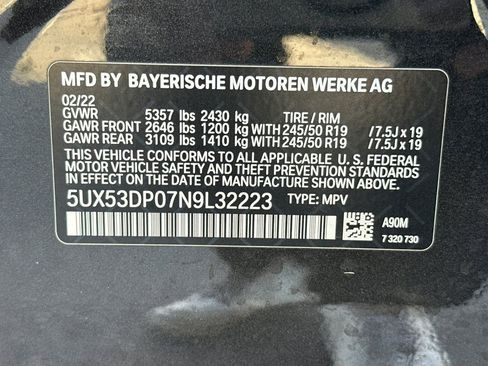 MFD BY BAYERISCHE MOTOREN WERKE AG
02/22
GVWR 5357 lbs 2430 kg TIRE / RIM
GAWR FRONT 2646 lbs 1200 kg WITH 245/50 R19 / 7.5J x 19
GAWR REAR 3109 lbs 1410 kg WITH 245/50 R19 / 7.5J x 19
THIS VEHICLE CONFORMS TO ALL APPLICABLE U. S. FEDERAL
MOTOR VEHICLE SAFETY AND THEFT PREVENTION STANDARDS
IN EFFECT ON THE DATE OF MANUFACTURE SHOWN ABOVE.
5UX53DP07N9L32223 TYPE: MPV
A90M
7 320 730